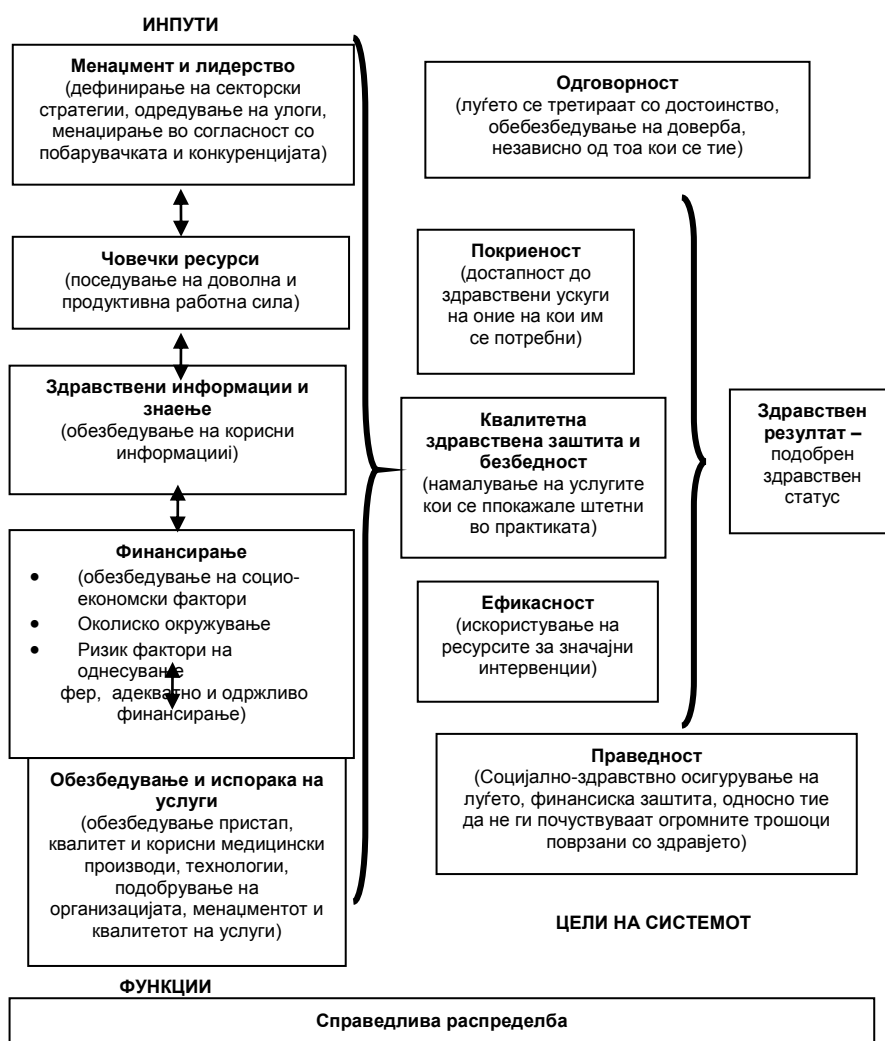 ИНПУТИ
Менаџмент и лидерство
(дефинирање на секторски
стратегии, одредување на улоги,
менаџирање во согласност со
побарувачката и конкуренцијата)
Човечки ресурси
(поседување на доволна и
продуктивна работна сила)
Здравствени информации и
знаење
(обезбедување на корисни
информацииi)
Финансирање
• (обезбедување на социо-
економски фактори
• Околиско окружување
• Ризик фактори на
однесување
фер, адекватно и одржливо
финансирање)
Обезбедување и испорака на
услуги
(обезбедување пристап,
квалитет и корисни медицински
производи, технологии,
подобрување на
организацијата, менаџментот и
квалитетот на услуги)
ФУНКЦИИ
Одговорност
(луѓето се третираат со достоинство,
обебезбедување на доверба,
независно од тоа кои се тие)
Покриеност
(достапност до
здравствени ускуги
на оние на кои им
се потребни)
Квалитетна
здравствена заштита и
безбедност
(намалување на услугите
кои се ппокажале штетни
во практиката)
Ефикасност
(искористување на
ресурсите за значајни
интервенции)
Праведност
(Социјално-здравствно осигурување на
луѓето, финансиска заштита, односно тие
да не ги почуствуваат огромните трошоци
поврзани со здравјето)
ЦЕЛИ НА СИСТЕМОТ
Здравствен
резултат –
подобрен
здравствен
статус
Справедлива распределба